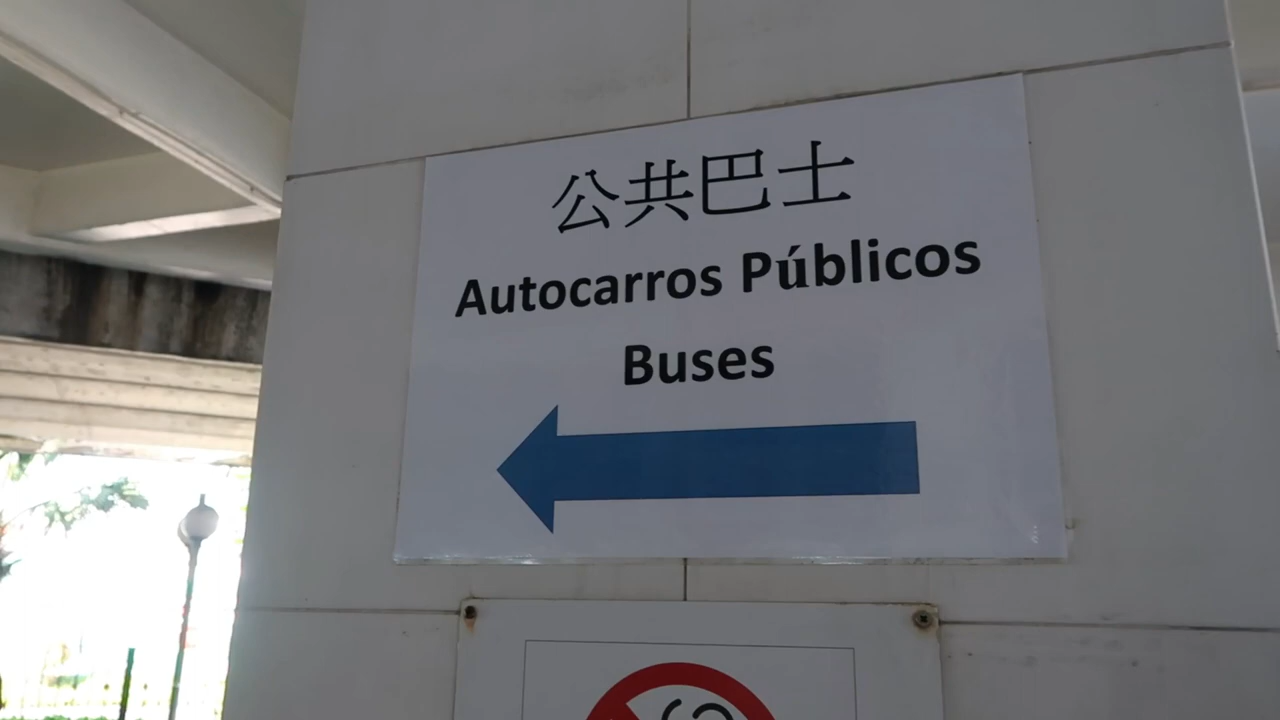 公共巴士
Autocarros Públicos
Buses